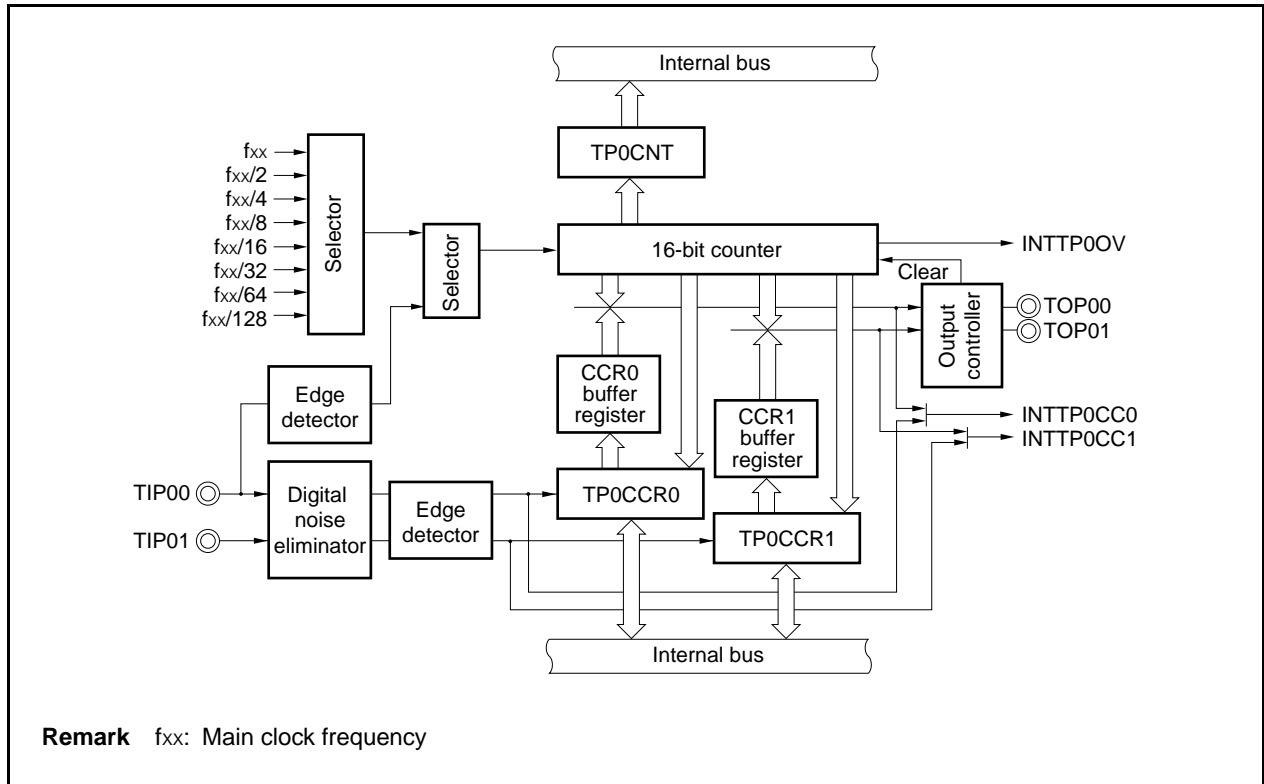 Internal bus
TP0CNT
fxx
fxx/2
fxx/4
fxx/8
fxx/16
fxx/32
fxx/64
fxx/128
Selector
Selector
16-bit counter
INTTP0OV
Clear
Output
controller
TOP00
TOP01
Edge
detector
CCR0
buffer
register
CCR1
buffer
register
INTTP0CC0
INTTP0CC1
TIP00
TIP01
Digital
noise
eliminator
Edge
detector
TP0CCR0
TP0CCR1
Internal bus
Remark fxx: Main clock frequency